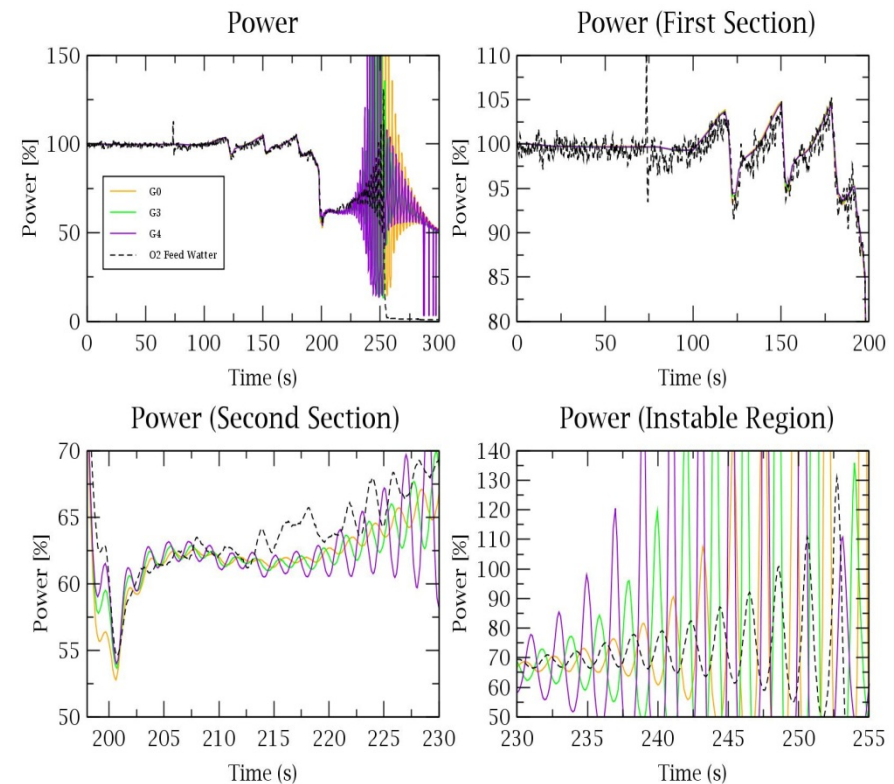 Power
Power [%]
150
100
50
0
G0
G3
G4
O2 Feed Watter
0 50 100 150 200 250 300
Time (s)
Power (First Section)
Power [%]
110
105
100
95
90
85
80
0 50 100 150 200
Time (s)
Power (Second Section)
Power [%]
70
65
60
55
50
200 205 210 215 220 225 230
Time (s)
Power (Instable Region)
Power [%]
140
130
120
110
100
90
80
70
60
50
230 235 240 245 250 255
Time (s)